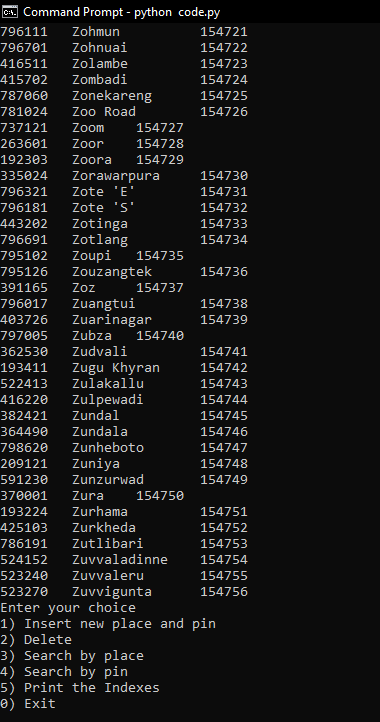 Command Prompt - python code.py
796111 Zohmun 154721
796701 Zohnuai 154722
416511 Zolambe 154723
415702 Zombadi 154724
787060 Zonekareng 154725
781024 Zoo Road 154726
737121 Zoom 154727
263601 Zoor 154728
192303 Zoora 154729
335024 Zorawarpura 154730
796321 Zote 'E' 154731
796181 Zote 'S' 154732
443202 Zotinga 154733
796691 Zotlang 154734
795102 Zoupi 154735
795126 Zouzangtek 154736
391165 Zoz 154737
796017 Zuangtui 154738
403726 Zuarinagar 154739
797005 Zubza 154740
362530 Zudvali 154741
193411 Zugu Khyran 154742
522413 Zulakallu 154743
416220 Zulpewadi 154744
382421 Zundal 154745
364490 Zundala 154746
798620 Zunheboto 154747
209121 Zuniya 154748
591230 Zunzurwad 154749
370001 Zura 154750
193224 Zurhama 154751
425103 Zurkheda 154752
786191 Zutlibari 154753
524152 Zuvvaladinne 154754
523240 Zuvvaleru 154755
523270 Zuvvigunta 154756
Enter your choice
1) Insert new place and pin
2) Delete
3) Search by place
4) Search by pin
5) Print the Indexes
0) Exit